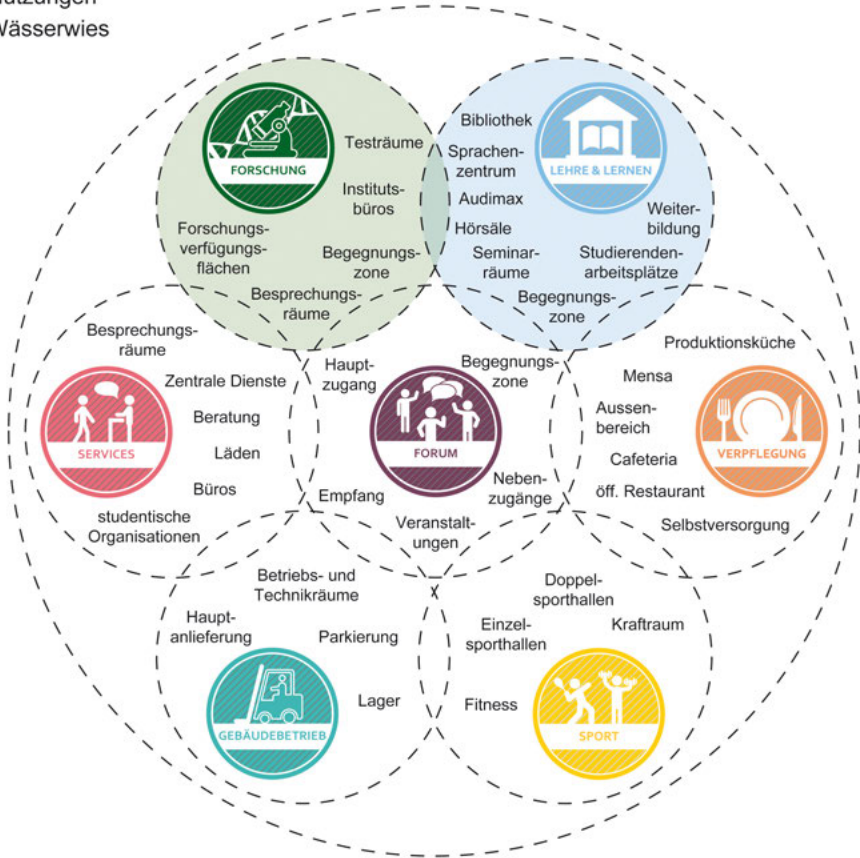 Wässerwies
FORSCHUNG
Testräume
Instituts-
büros
Forschungs-
verfügungs-
flächen
Begegnungs-
zone
Besprechungs-
räume
Bibliothek
Sprachen-
zentrum
Audimax
Hörsäle
Seminar-
räume
LEHRE & LERNEN
Weiter-
bildung
Studierenden-
arbeitsplätze
Begegnungs-
zone
Besprechungs-
räume
Zentrale Dienste
Beratung
SERVICES
Läden
Büros
studentische
Organisationen
Haupt-
zugang
Begegnungs-
zone
FORUM
Empfang
Neben-
zugänge
Veranstalt-
ungen
Produktionsküche
Mensa
Aussen-
bereich
VERPFLEGUNG
Cafeteria
öff. Restaurant
Selbstversorgung
Betriebs- und
Technikräume
Haupt-
anlieferung
Parkierung
Lager
GEBÄUDEBETRIEB
Doppel-
sporthallen
Einzel-
sporthallen
Kraftraum
Fitness
SPORT